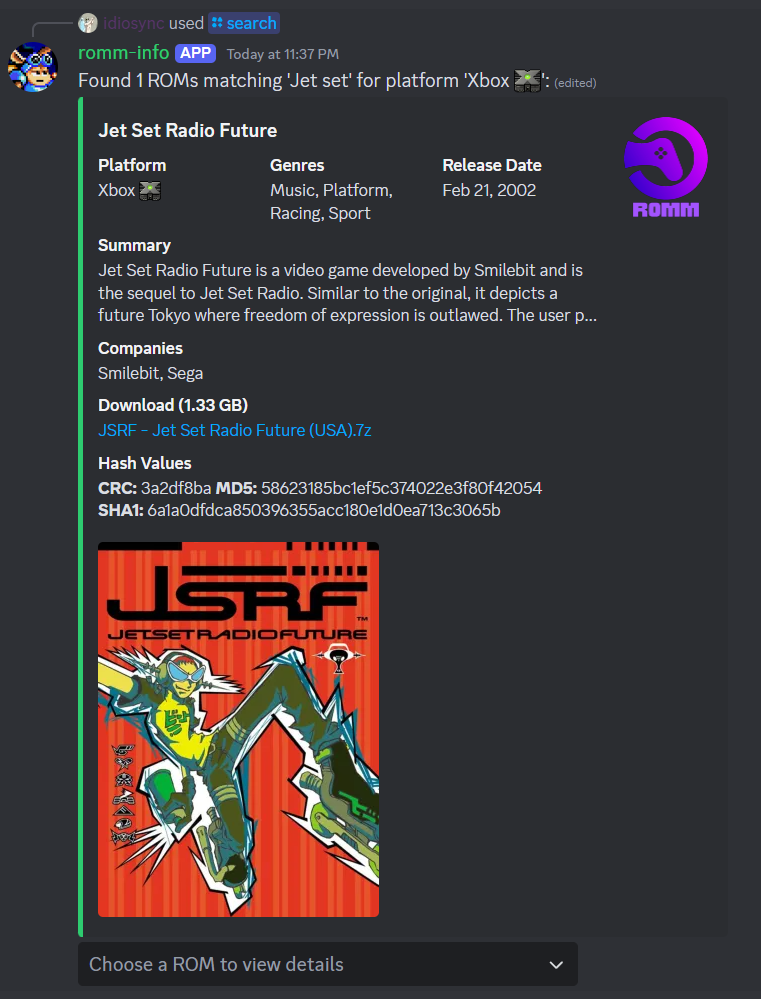 idiosync used search
romm-info APP Today at 11:37 PM
Found 1 ROMs matching 'Jet set' for platform 'Xbox ': (edited)
Jet Set Radio Future
ROMM
Platform
Xbox
Genres
Music, Platform,
Racing, Sport
Release Date
Feb 21, 2002
Summary
Jet Set Radio Future is a video game developed by Smilebit and is
the sequel to Jet Set Radio. Similar to the original, it depicts a
future Tokyo where freedom of expression is outlawed. The user p...
Companies
Smilebit, Sega
Download (1.33 GB)
JSRF - Jet Set Radio Future (USA).7z
Hash Values
CRC: 3a2df8ba MD5: 58623185bc1ef5c374022e3f80f42054
SHA1: 6a1a0dfdca850396355acc180e1d0ea713c3065b
JSRF™
JETSETRADIOFUTURE
Choose a ROM to view details